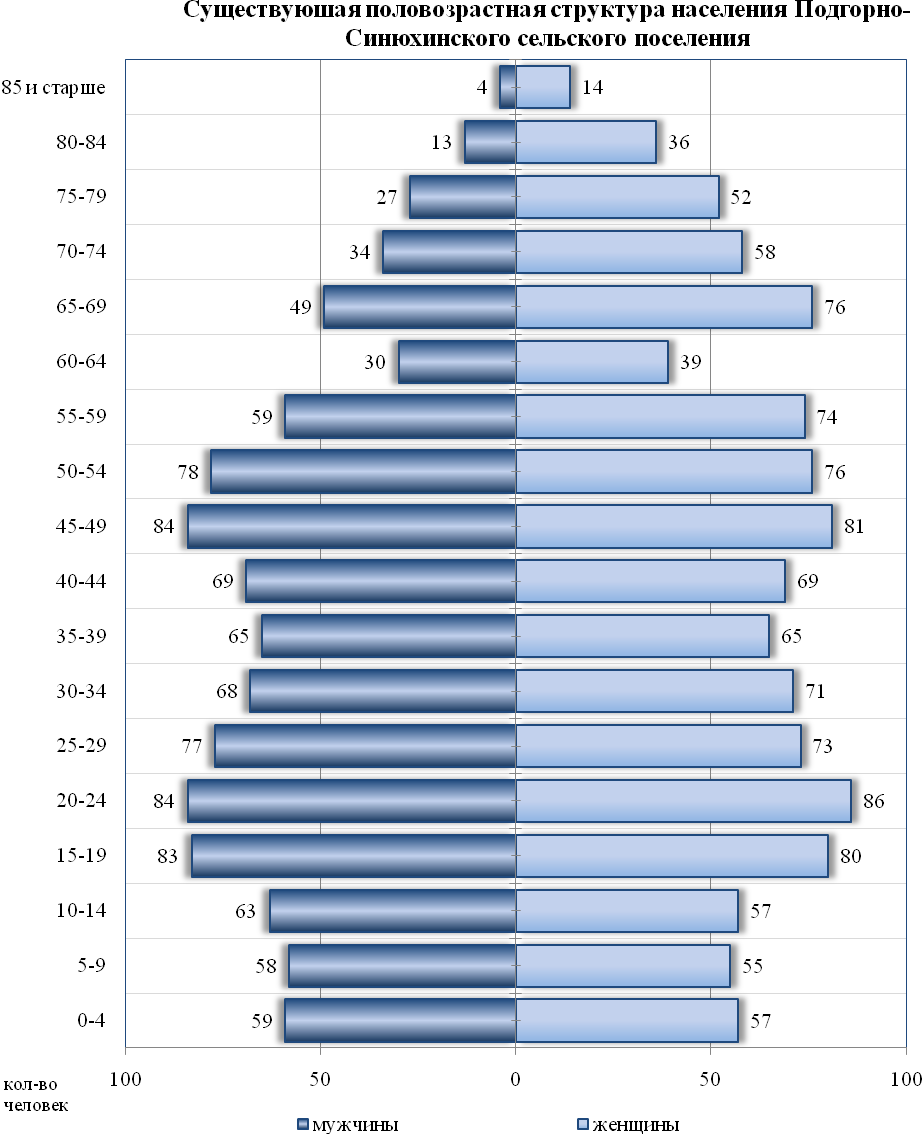 Существуюшая половозрастная структура населения Подгорно-
Синюхинского сельского поселения
85 и старше 4 14
80-84 13 36
75-79 27 52
70-74 34 58
65-69 49 76
60-64 30 39
55-59 59 74
50-54 78 76
45-49 84 81
40-44 69 69
35-39 65 65
30-34 68 71
25-29 77 73
20-24 84 86
15-19 83 80
10-14 63 57
5-9 58 55
0-4 59 57
100 50 0 50 100
кол-во
человек
мужчины женщины